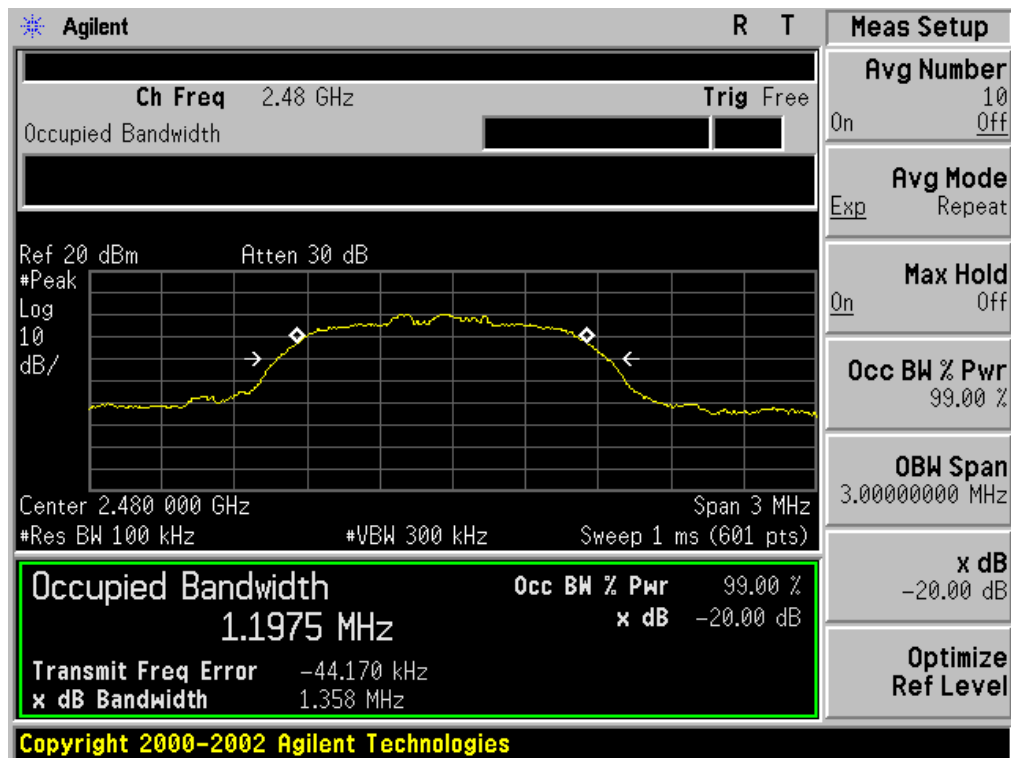 Agilent R T
Meas Setup
Ch Freq 2.48 GHz Trig Free
Occupied Bandwidth
Ref 20 dBm Atten 30 dB
#Peak
Log
10
dB/
Center 2.480 000 GHz Span 3 MHz
#Res BW 100 kHz #VBW 300 kHz Sweep 1 ms (601 pts)
Occupied Bandwidth Occ BW % Pwr 99.00 %
1.1975 MHz x dB -20.00 dB
Transmit Freq Error -44.170 kHz
x dB Bandwidth 1.358 MHz
Copyright 2000-2002 Agilent Technologies
Avg Number
10
On Off
Avg Mode
Exp Repeat
Max Hold
On Off
Occ BW % Pwr
99.00 %
OBW Span
3.00000000 MHz
x dB
-20.00 dB
Optimize
Ref Level